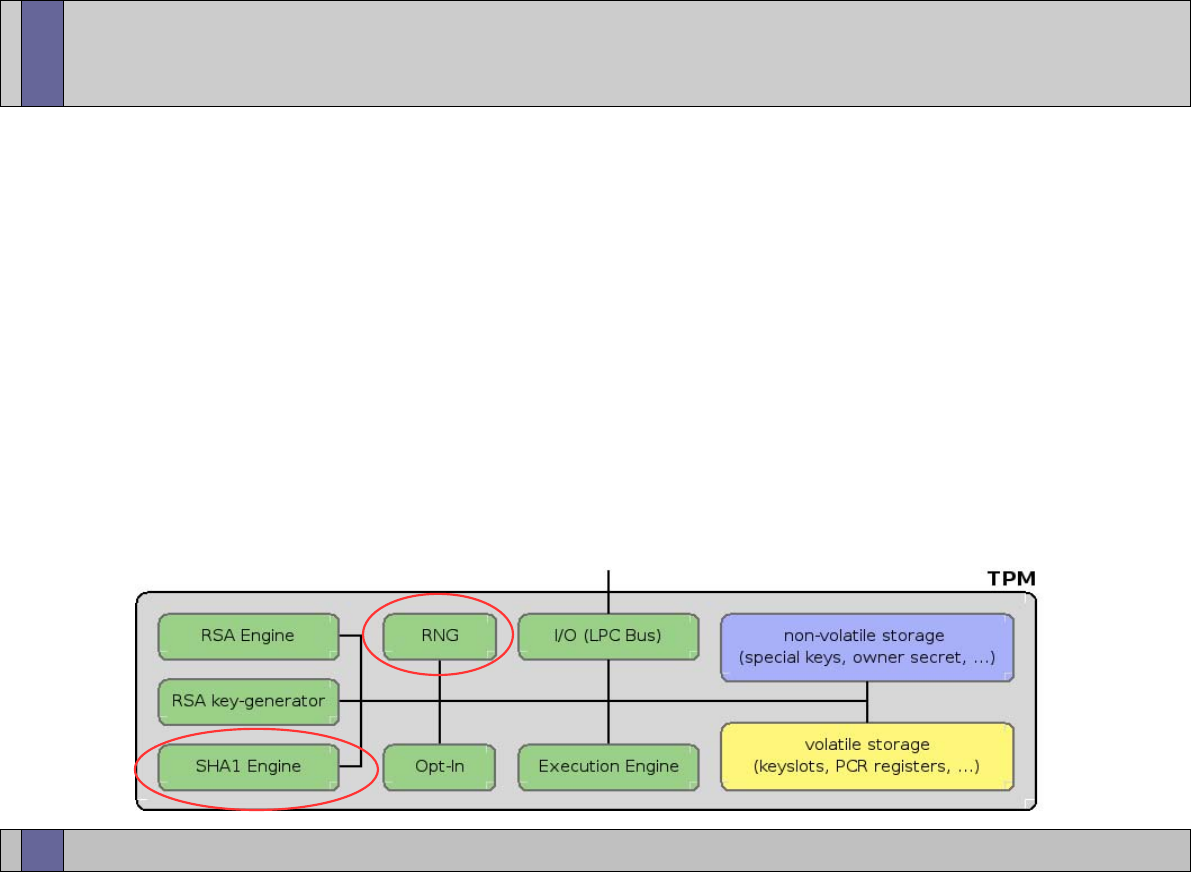 TPM
RSA Engine
RNG
I/O (LPC Bus)
non-volatile storage
(special keys, owner secret, ...)
RSA key-generator
SHA1 Engine
Opt-In
Execution Engine
volatile storage
(keyslots, PCR registers, ...)